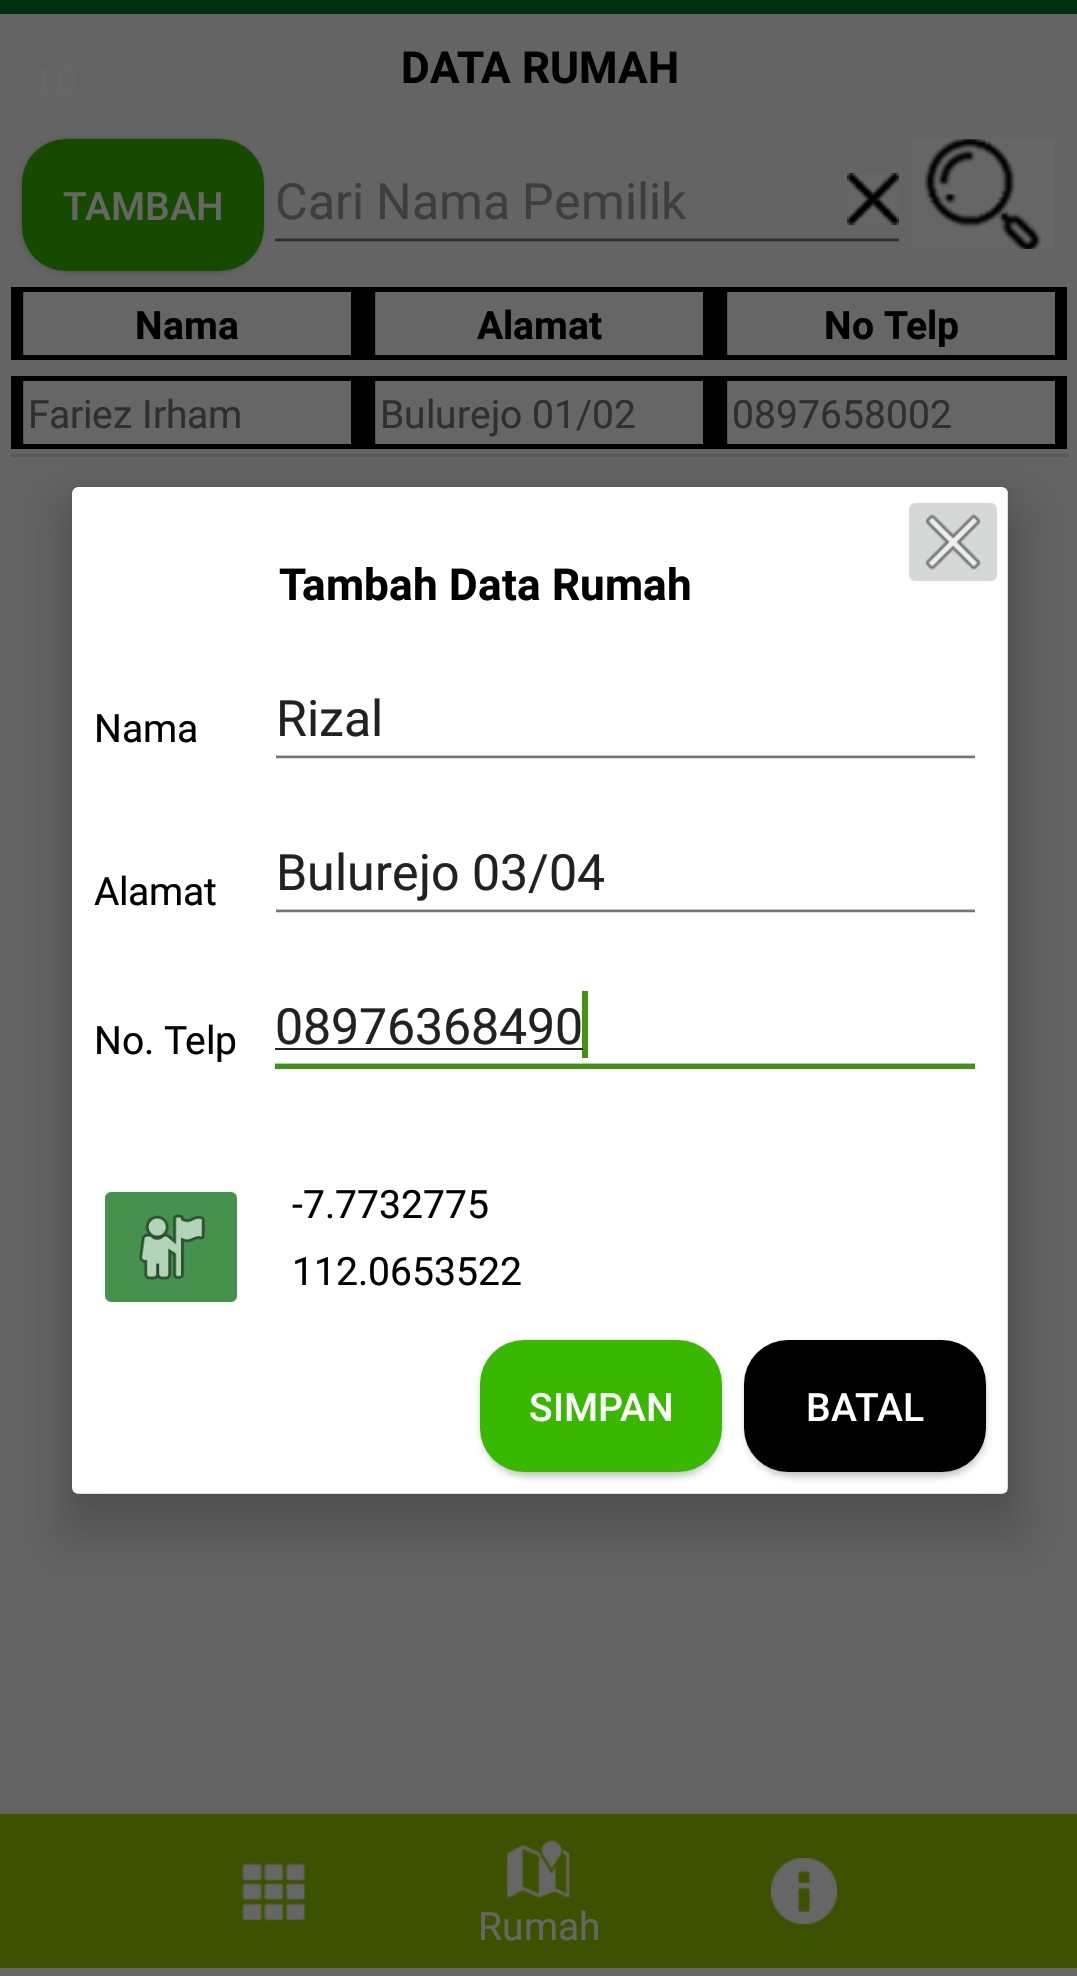 10
DATA RUMAH
TAMBAH Cari Nama Pemilik
Nama Alamat No Telp
Fariez Irham Bulurejo 01/02 0897658002
Tambah Data Rumah
Nama Rizal
Alamat Bulurejo 03/04
No. Telp 08976368490
-7.7732775
112.0653522
SIMPAN BATAL
Rumah